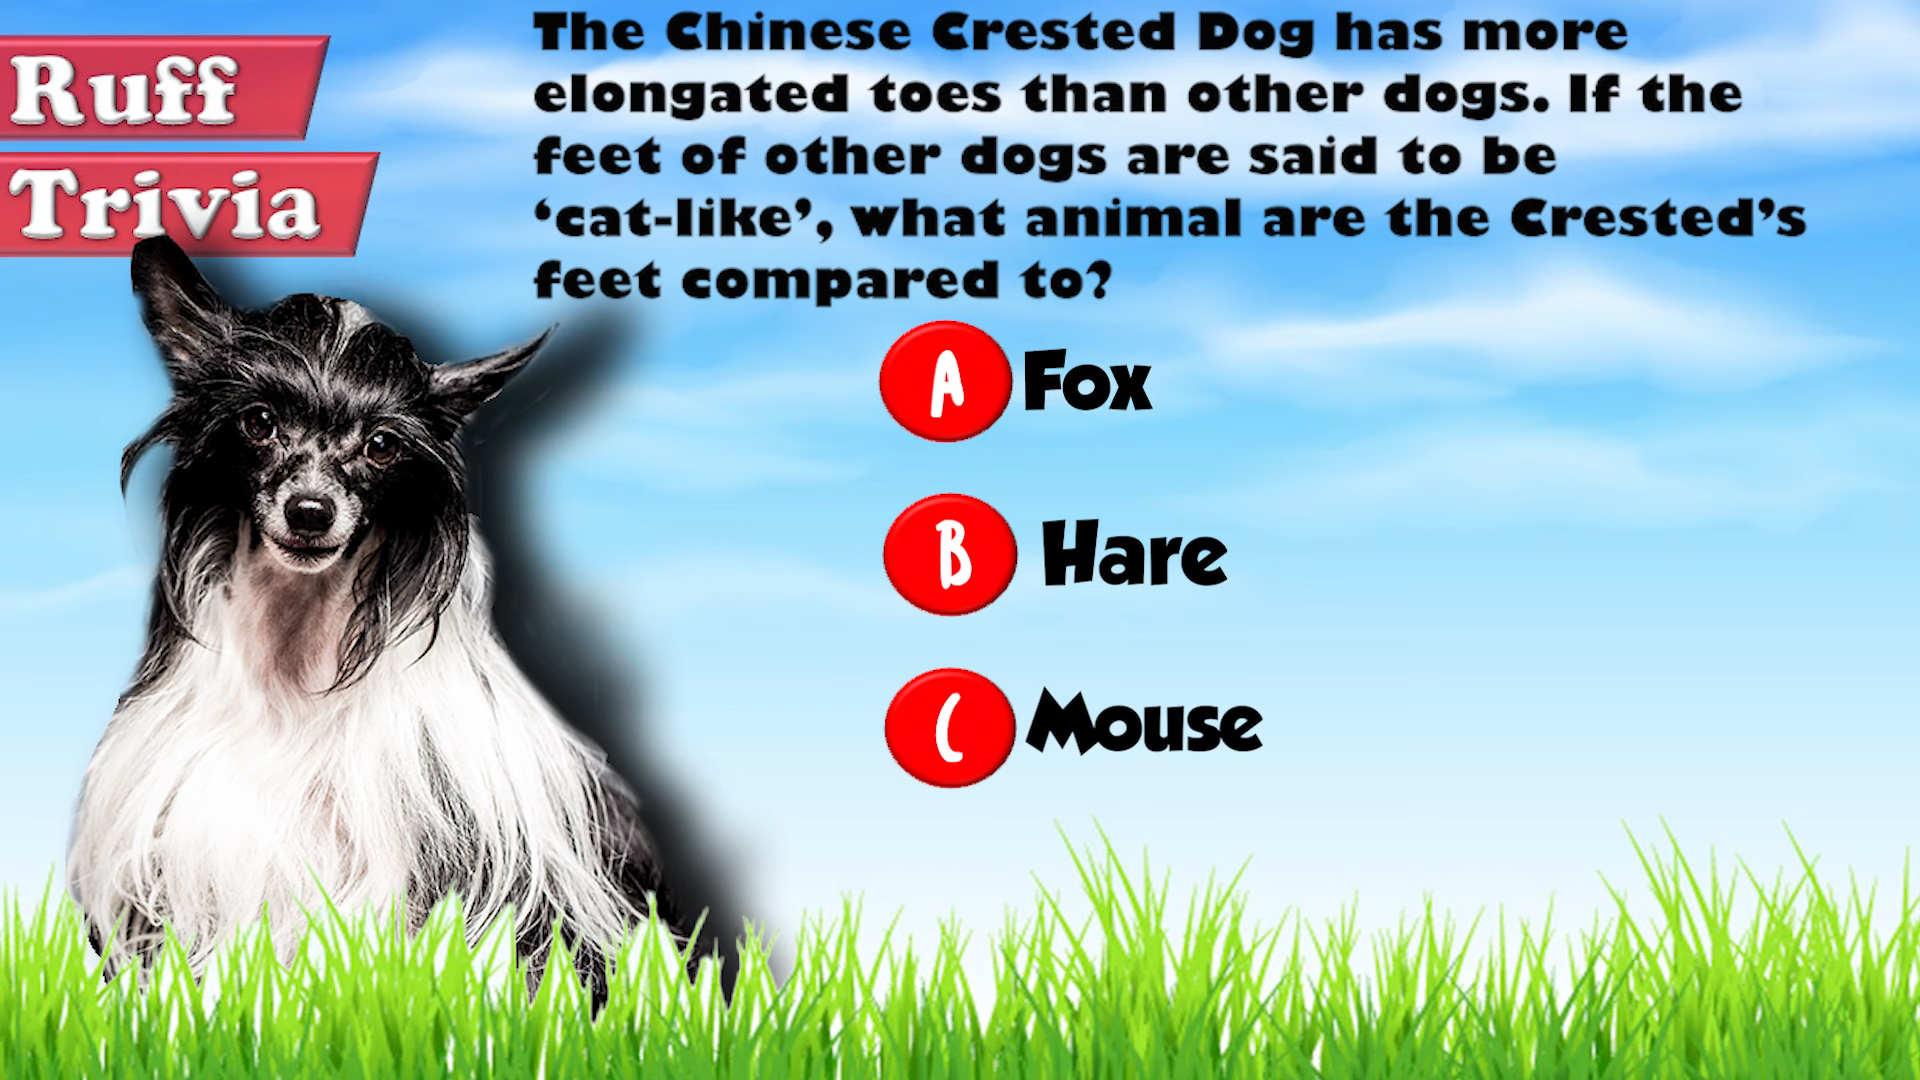 Ruff
Trivia
The Chinese Crested Dog has more
elongated toes than other dogs. If the
feet of other dogs are said to be
‘cat-like’, what animal are the Crested’s
feet compared to?
A Fox
B Hare
C Mouse